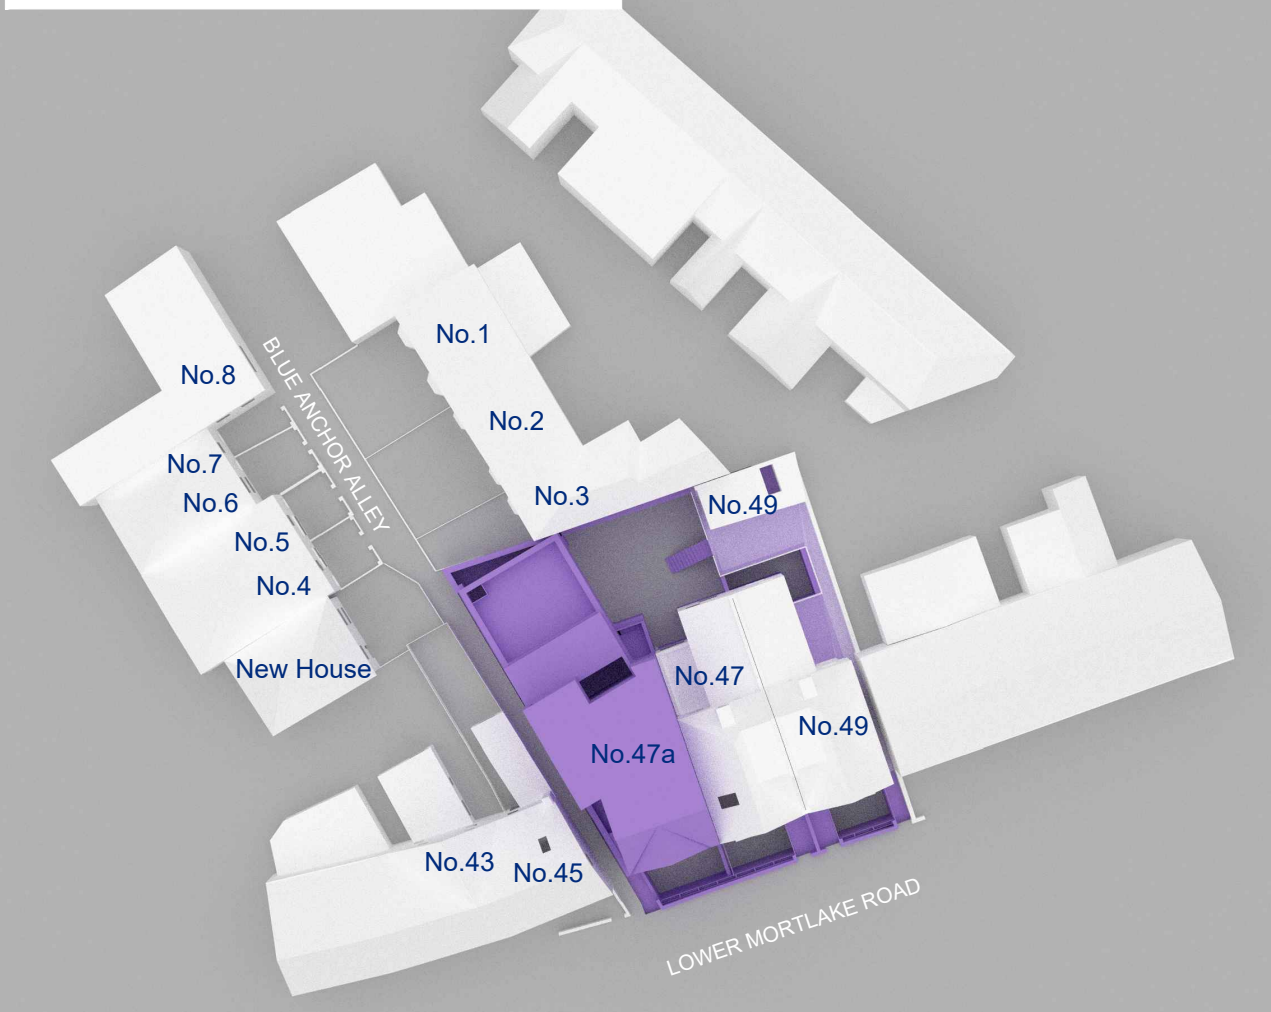 No.1
No.8
BLUE ANCHOR ALLEY
No.2
No.7
No.3
No.6
No.49
No.5
No.4
New House
No.47
No.49
No.47a
No.43
No.45
LOWER MORTLAKE ROAD